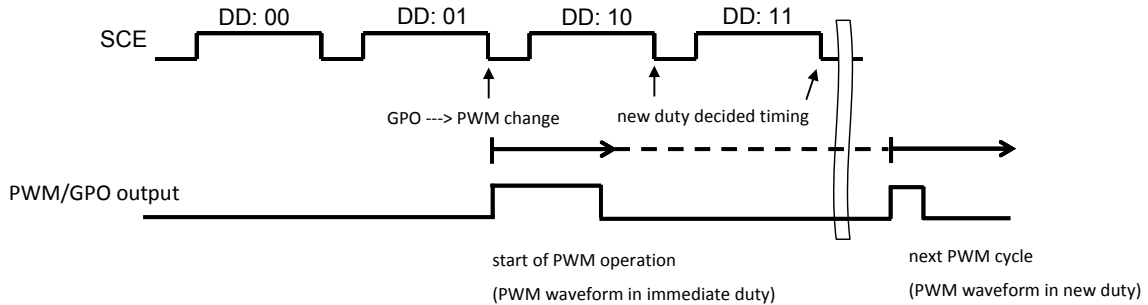 DD: 00 DD: 01 DD: 10 DD: 11
SCE
GPO ---> PWM change new duty decided timing
PWM/GPO output
start of PWM operation next PWM cycle
(PWM waveform in immediate duty) (PWM waveform in new duty)